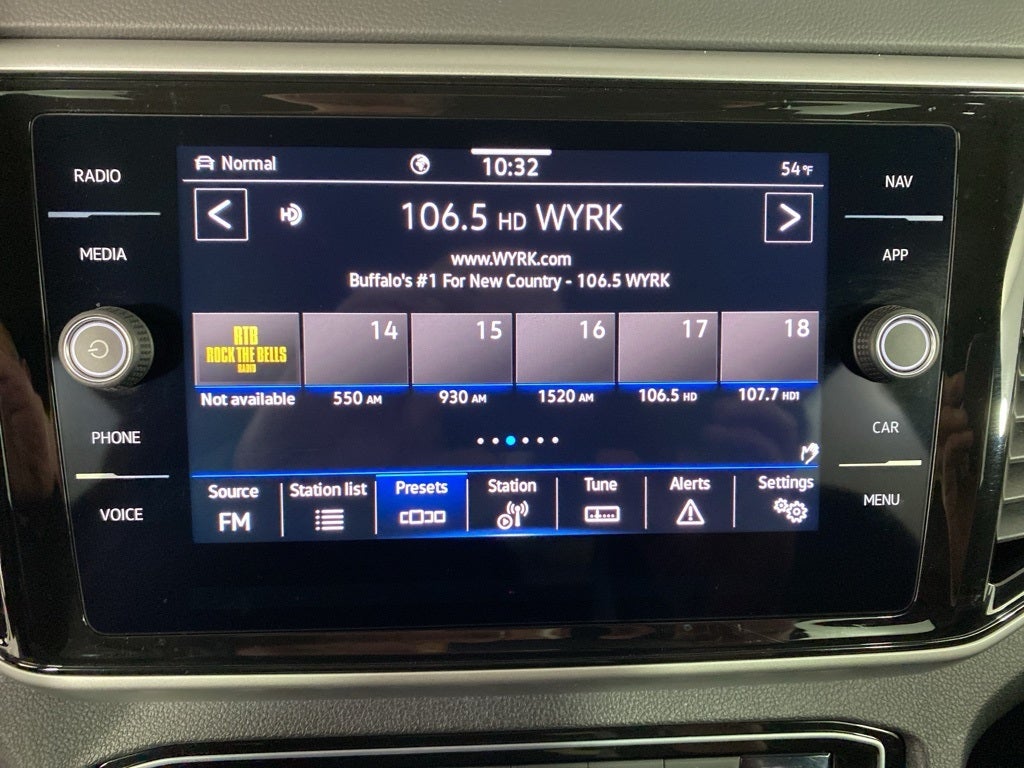 RADIO
MEDIA
PHONE
VOICE
Normal
10:32
54°F
106.5 HD WYRK
www.WYRK.com
Buffalo's #1 For New Country - 106.5 WYRK
RTB
ROCK THE BELLS
RADIO
14
15
16
17
18
Not available
550 AM
930 AM
1520 AM
106.5 HD
107.7 HD1
Source
FM
Station list
Presets
Station
Tune
Alerts
Settings
NAV
APP
CAR
MENU